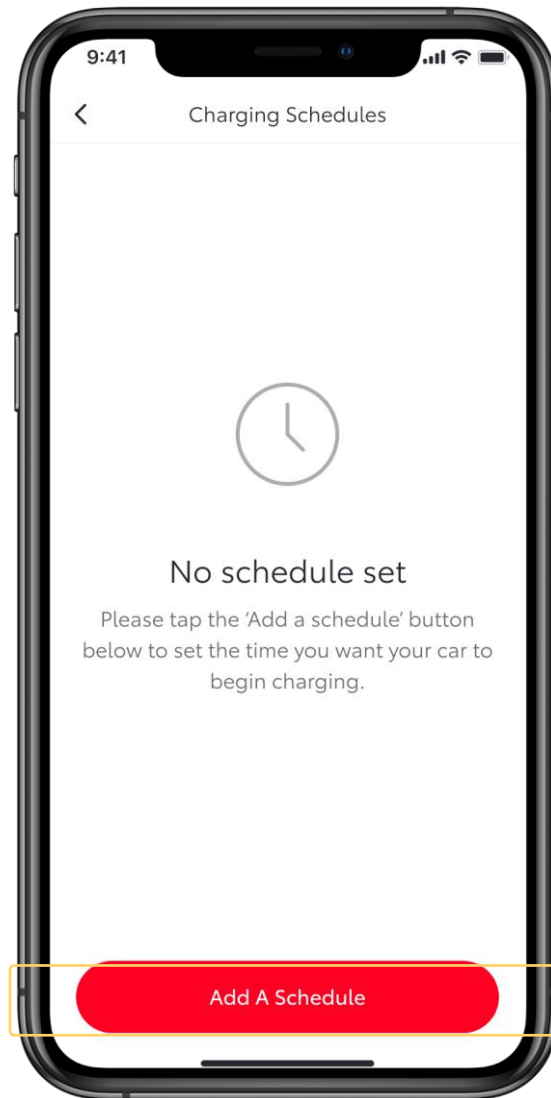 9:41
Charging Schedules
No schedule set
Please tap the ‘Add a schedule’ button
below to set the time you want your car to
begin charging.
Add A Schedule